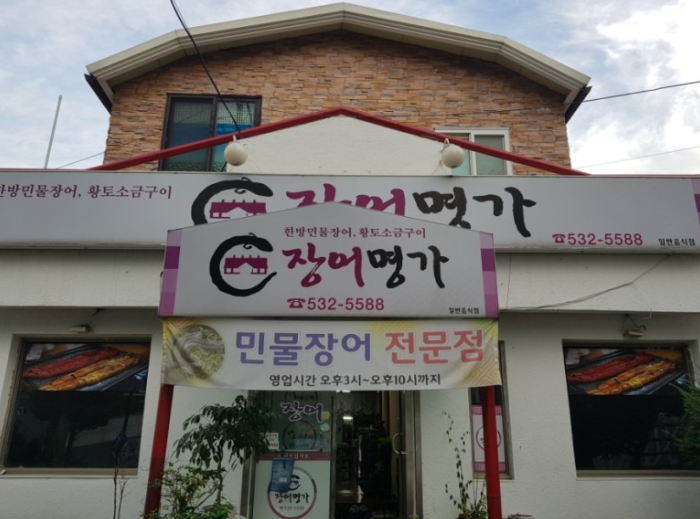 한방민물장어, 황토소금구이
장어명가
☎532-5588
일반음식점
한방민물장어, 황토소금구이
장어명가
☎532-5588
일반음식점
민물장어 전문점
영업시간 오후3시~오후10시까지
장어
장어명가